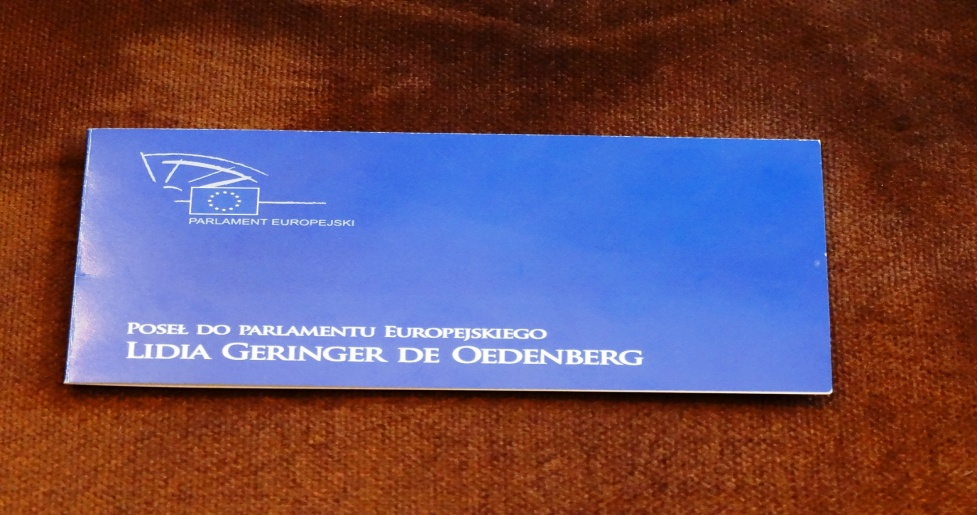 PARLAMENT EUROPEJSKI
POSEŁ DO PARLAMENTU EUROPEJSKIEGO
LIDIA GERINGER DE OEDENBERG